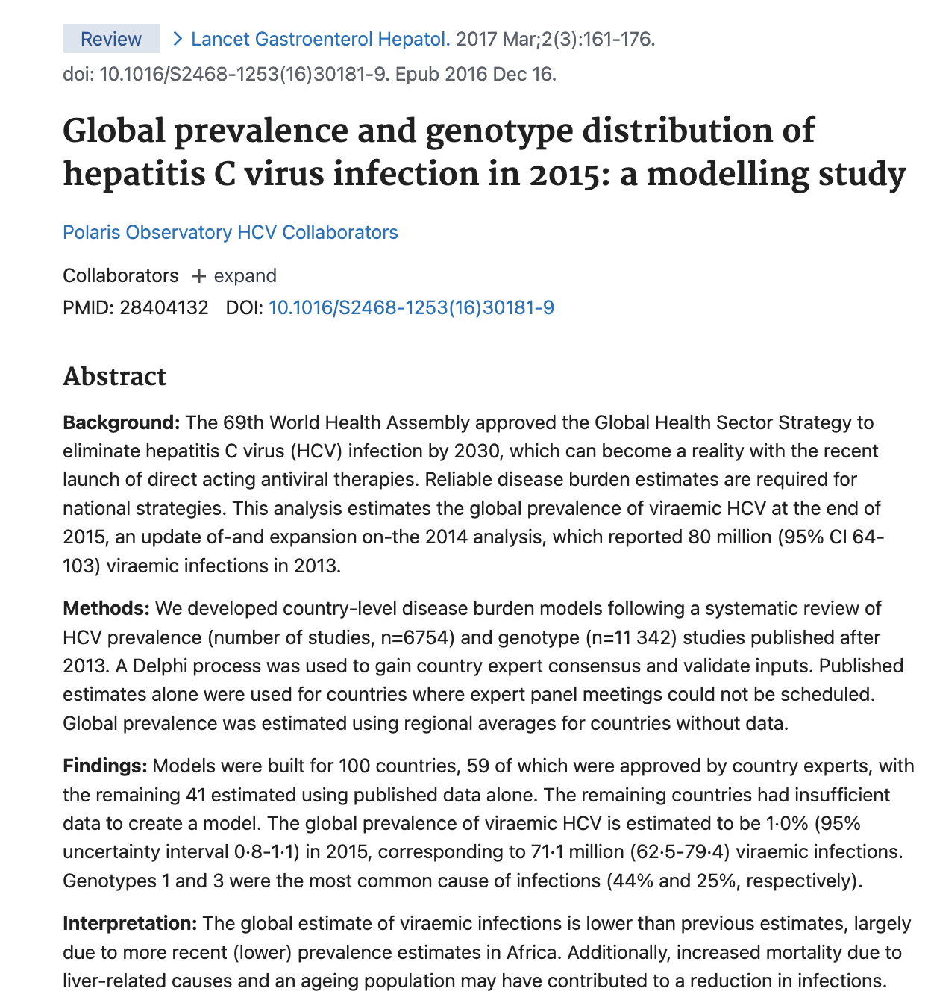 Review > Lancet Gastroenterol Hepatol. 2017 Mar;2(3):161-176.
doi: 10.1016/S2468-1253(16)30181-9. Epub 2016 Dec 16.
Global prevalence and genotype distribution of
hepatitis C virus infection in 2015: a modelling study
Polaris Observatory HCV Collaborators
Collaborators + expand
PMID: 28404132 DOI: 10.1016/S2468-1253(16)30181-9
Abstract
Background: The 69th World Health Assembly approved the Global Health Sector Strategy to
eliminate hepatitis C virus (HCV) infection by 2030, which can become a reality with the recent
launch of direct acting antiviral therapies. Reliable disease burden estimates are required for
national strategies. This analysis estimates the global prevalence of viraemic HCV at the end of
2015, an update of-and expansion on-the 2014 analysis, which reported 80 million (95% CI 64-
103) viraemic infections in 2013.
Methods: We developed country-level disease burden models following a systematic review of
HCV prevalence (number of studies, n=6754) and genotype (n=11 342) studies published after
2013. A Delphi process was used to gain country expert consensus and validate inputs. Published
estimates alone were used for countries where expert panel meetings could not be scheduled.
Global prevalence was estimated using regional averages for countries without data.
Findings: Models were built for 100 countries, 59 of which were approved by country experts, with
the remaining 41 estimated using published data alone. The remaining countries had insufficient
data to create a model. The global prevalence of viraemic HCV is estimated to be 1·0% (95%
uncertainty interval 0·8-1·1) in 2015, corresponding to 71·1 million (62·5-79·4) viraemic infections.
Genotypes 1 and 3 were the most common cause of infections (44% and 25%, respectively).
Interpretation: The global estimate of viraemic infections is lower than previous estimates, largely
due to more recent (lower) prevalence estimates in Africa. Additionally, increased mortality due to
liver-related causes and an ageing population may have contributed to a reduction in infections.